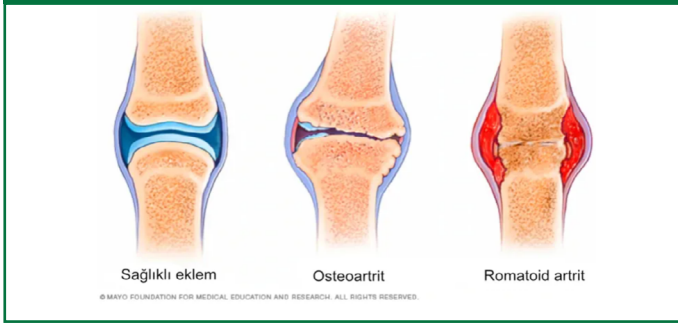 Sağlıklı eklem Osteoartrit Romatoid artrit
© MAYO FOUNDATION FOR MEDICAL EDUCATION AND RESEARCH. ALL RIGHTS RESERVED.